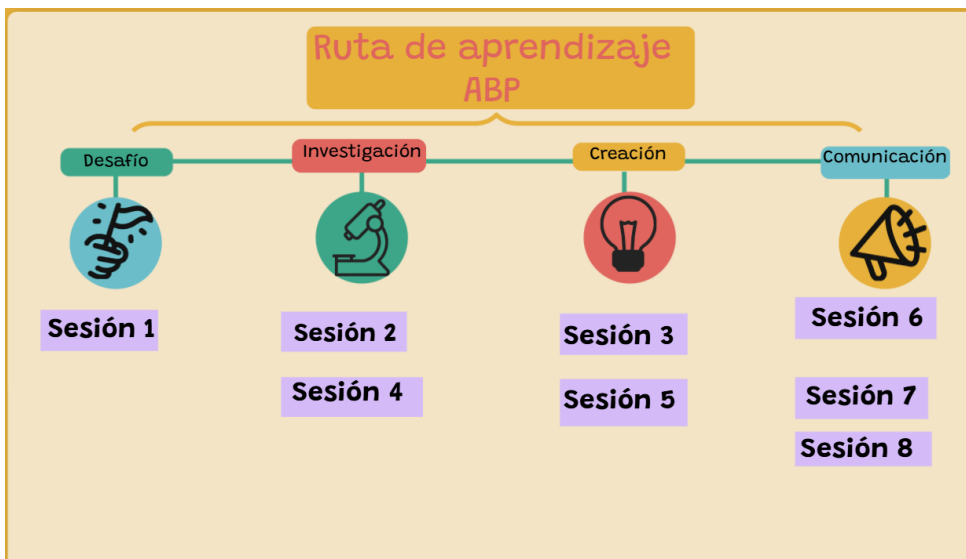 Ruta de aprendizaje
ABP
Desafío
Investigación
Creación
Comunicación
Sesión 1
Sesión 2
Sesión 4
Sesión 3
Sesión 5
Sesión 6
Sesión 7
Sesión 8